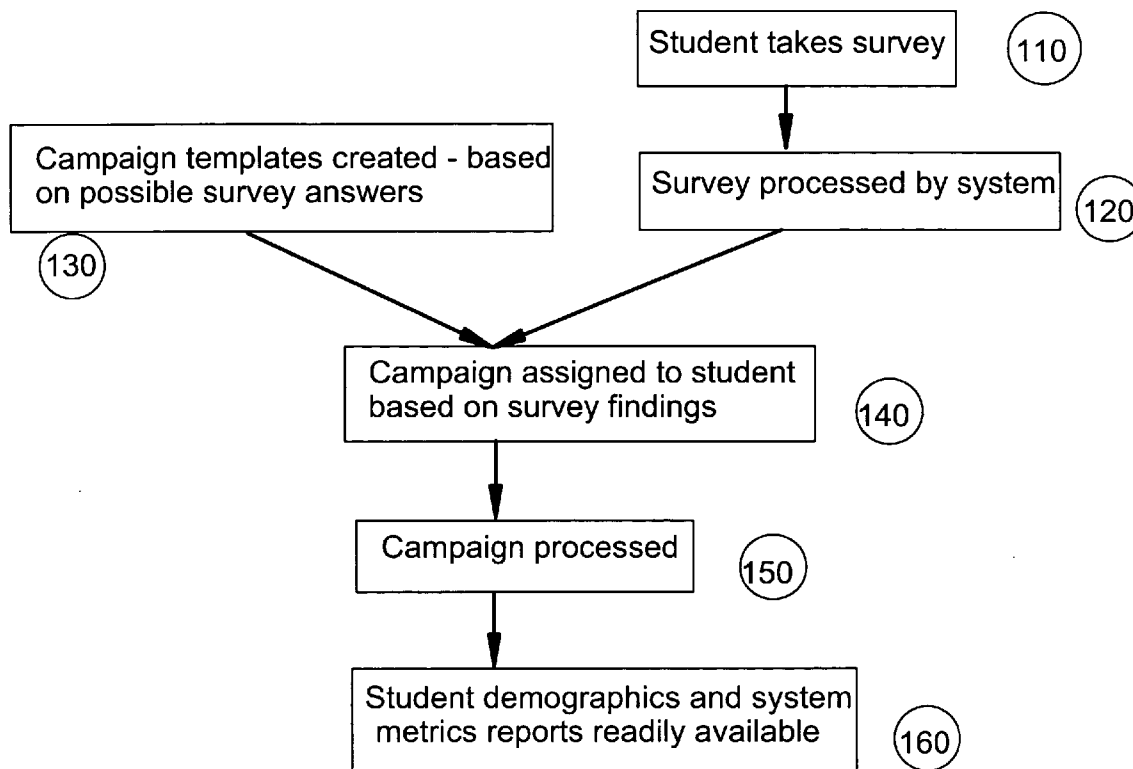 Student takes survey
110
Campaign templates created - based
on possible survey answers
130
Survey processed by system
120
Campaign assigned to student
based on survey findings
140
Campaign processed
150
Student demographics and system
metrics reports readily available
160